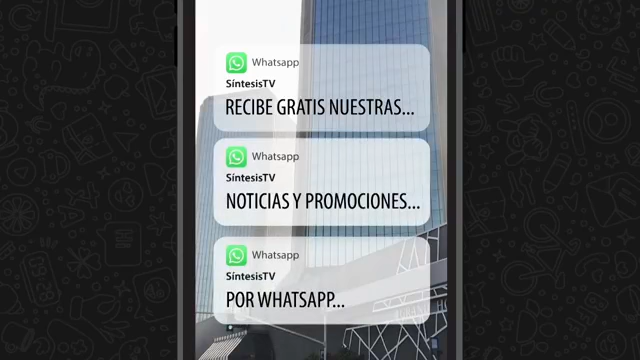 Whatsapp
SíntesisTV
RECIBE GRATIS NUESTRAS...
Whatsapp
SíntesisTV
NOTICIAS Y PROMOCIONES...
Whatsapp
SíntesisTV
POR WHATSAPP...